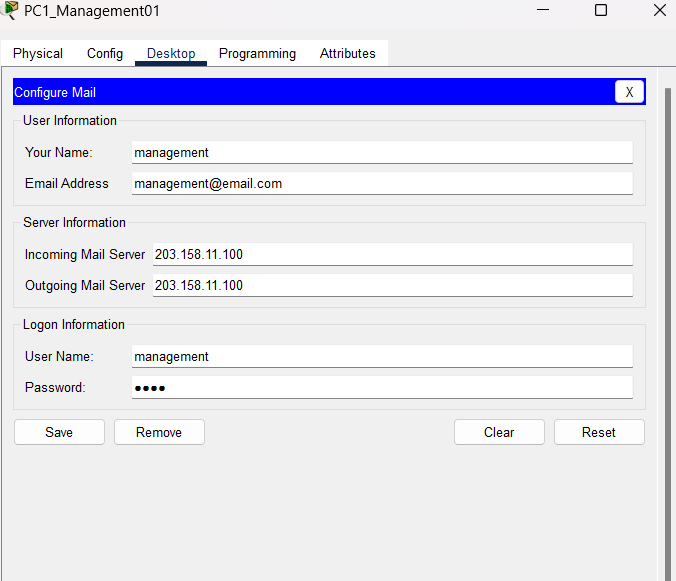 PC1_Management01
Physical Config Desktop Programming Attributes
Configure Mail X
User Information
Your Name: management
Email Address management@email.com
Server Information
Incoming Mail Server 203.158.11.100
Outgoing Mail Server 203.158.11.100
Logon Information
User Name: management
Password: ●●●●
Save Remove Clear Reset